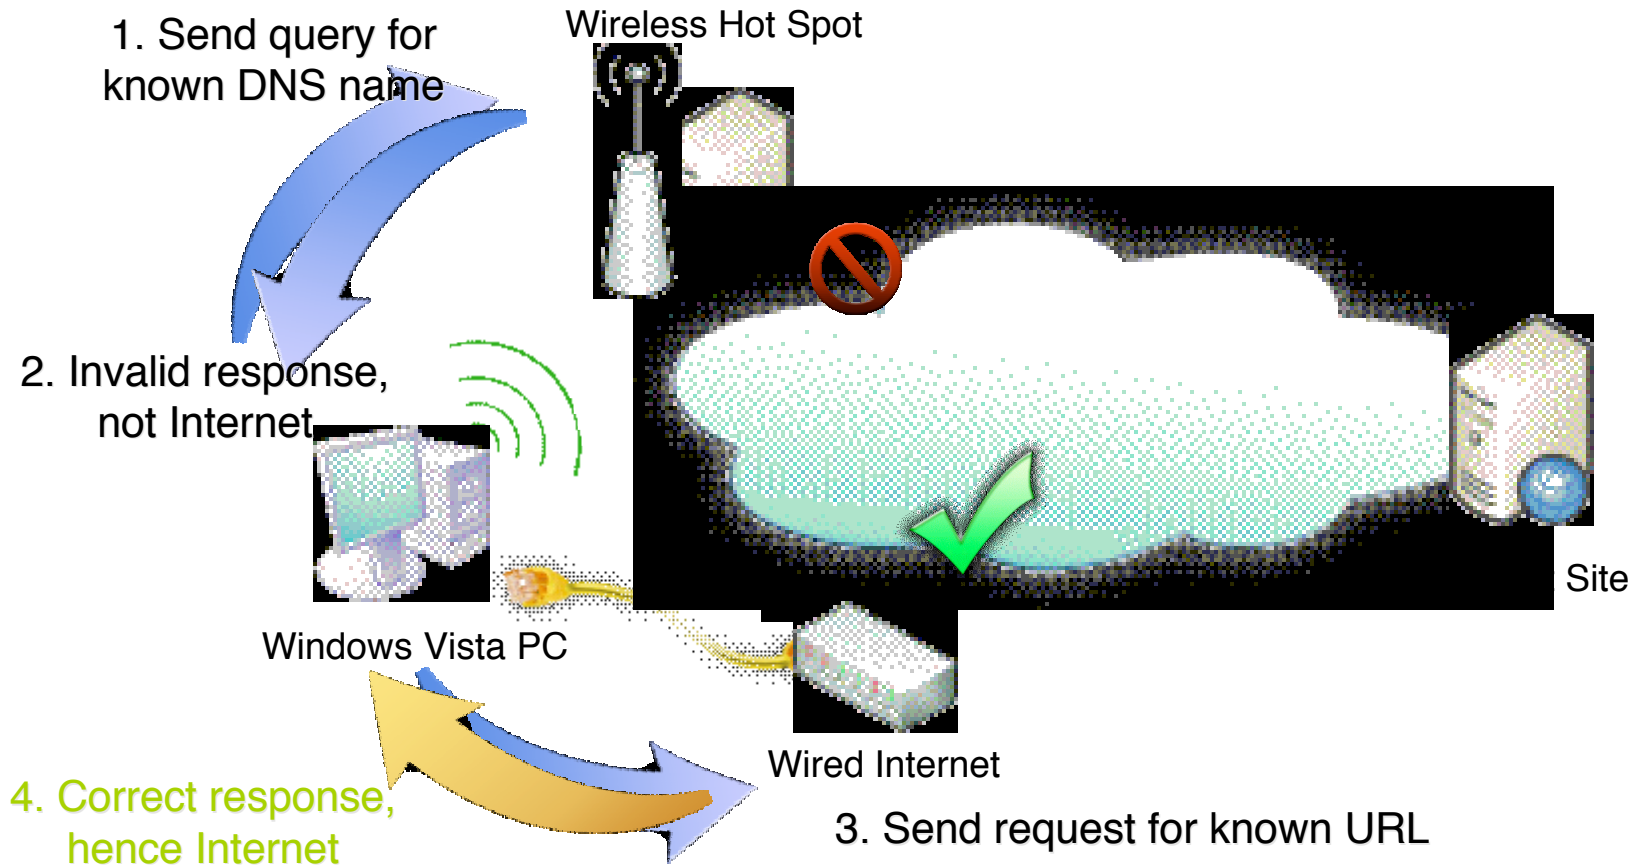 1. Send query for
known DNS name
Wireless Hot Spot
2. Invalid response,
not Internet
Site
Windows Vista PC
Wired Internet
4. Correct response,
hence Internet
3. Send request for known URL